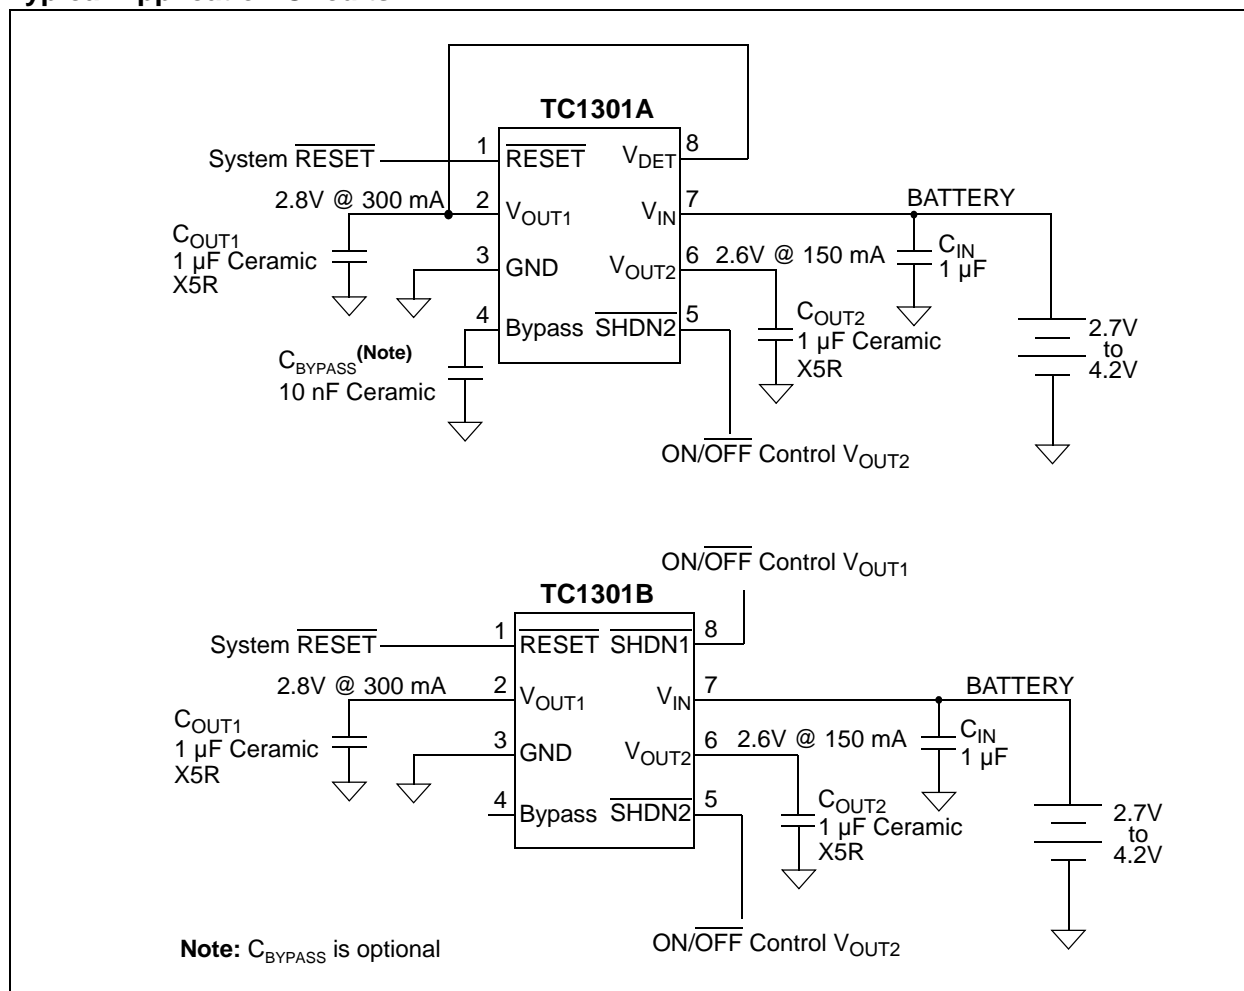 TC1301A
System RESET
1
RESET
VDET
8
2.8V @ 300 mA
2
VOUT1
VIN
7
BATTERY
COUT1
1 µF Ceramic
X5R
3
GND
VOUT2
6
2.6V @ 150 mA
CIN
1 µF
4
Bypass
SHDN2
5
COUT2
1 µF Ceramic
X5R
2.7V
to
4.2V
CBYPASS(Note)
10 nF Ceramic
ON/OFF Control VOUT2
ON/OFF Control VOUT1
TC1301B
System RESET
1
RESET
SHDN1
8
2.8V @ 300 mA
2
VOUT1
VIN
7
BATTERY
COUT1
1 µF Ceramic
X5R
3
GND
VOUT2
6
2.6V @ 150 mA
CIN
1 µF
4
Bypass
SHDN2
5
COUT2
1 µF Ceramic
X5R
2.7V
to
4.2V
Note: CBYPASS is optional
ON/OFF Control VOUT2